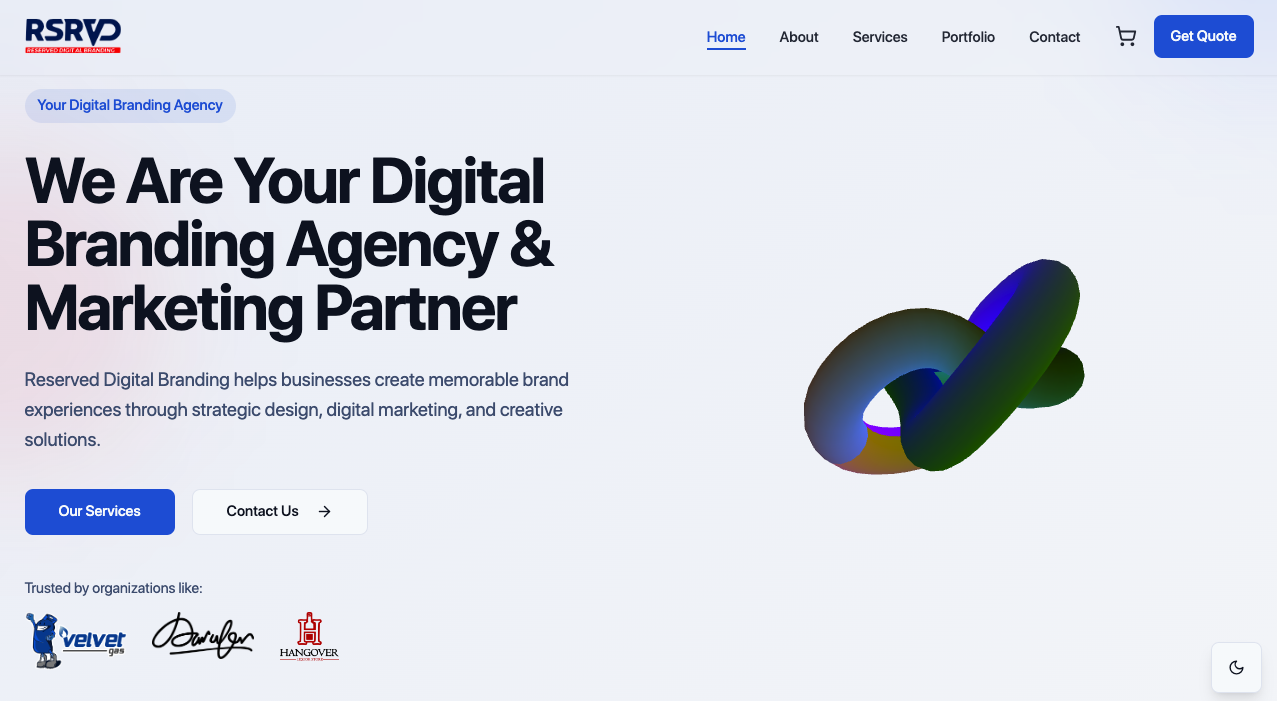 RSRVD
RESERVED DIGITAL BRANDING
Home
About
Services
Portfolio
Contact
Get Quote
Your Digital Branding Agency
We Are Your Digital
Branding Agency &
Marketing Partner
Reserved Digital Branding helps businesses create memorable brand
experiences through strategic design, digital marketing, and creative
solutions.
Our Services
Contact Us
Trusted by organizations like:
velvet
gas
HANGOVER
LIQUOR STORE